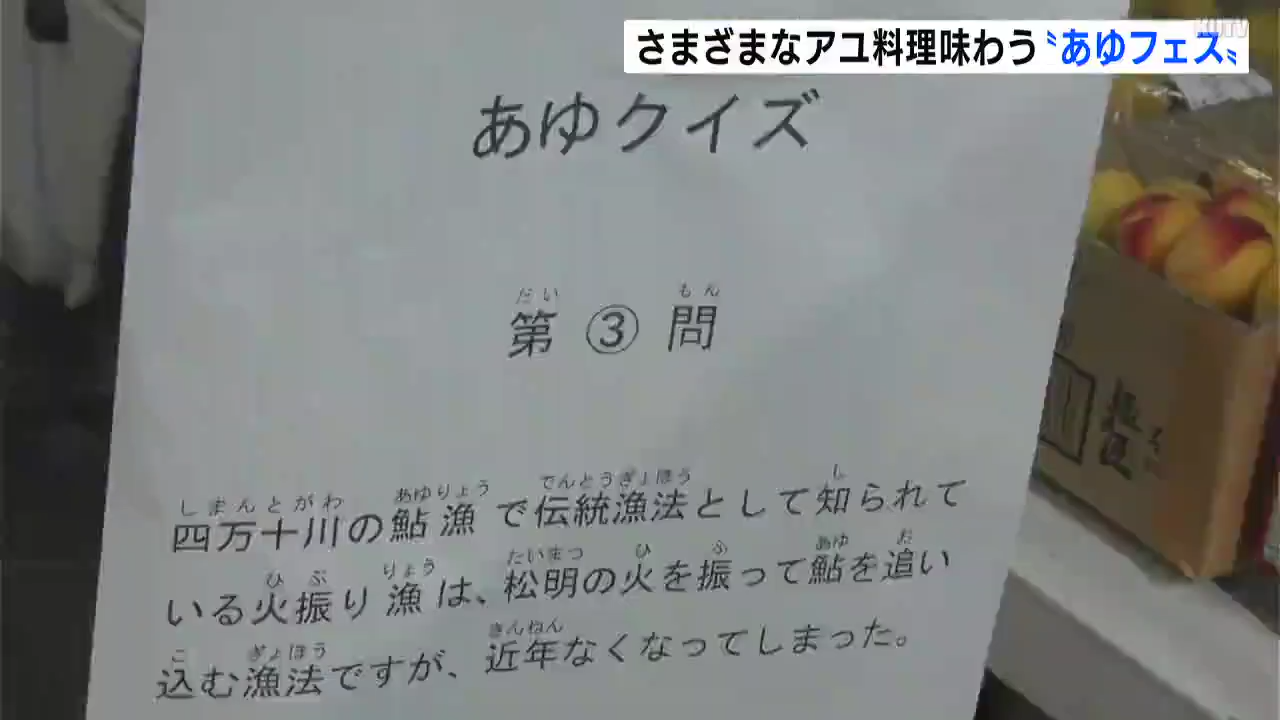 KUTV
さまざまなアユ料理味わう〝あゆフェス〟
あゆクイズ
だい もん
第③問
しまんとがわ あゆりょう でんとうぎょほう し
四万十川の鮎漁で伝統漁法として知られて
ひぶ りょう たいまつ ひ ふ あゆ お
いる火振り漁は、松明の火を振って鮎を追い
こ ぎょほう きんねん
込む漁法ですが、近年なくなってしまった。